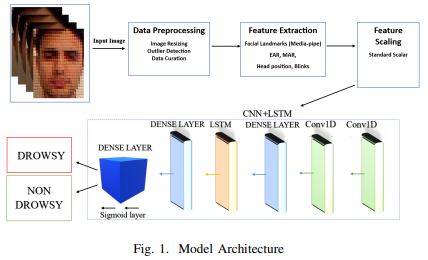 Input Image
Data Preprocessing
Image Resizing
Outlier Detection
Data Curation
Feature Extraction
Facial Landmarks (Media-pipe)
EAR, MAR,
Head position, Blinks
Feature
Scaling
Standard Scalar
CNN+LSTM
DENSE LAYER
LSTM
DENSE LAYER
Conv1D
Conv1D
DENSE LAYER
Sigmoid layer
DROWSY
NON
DROWSY
Fig. 1. Model Architecture